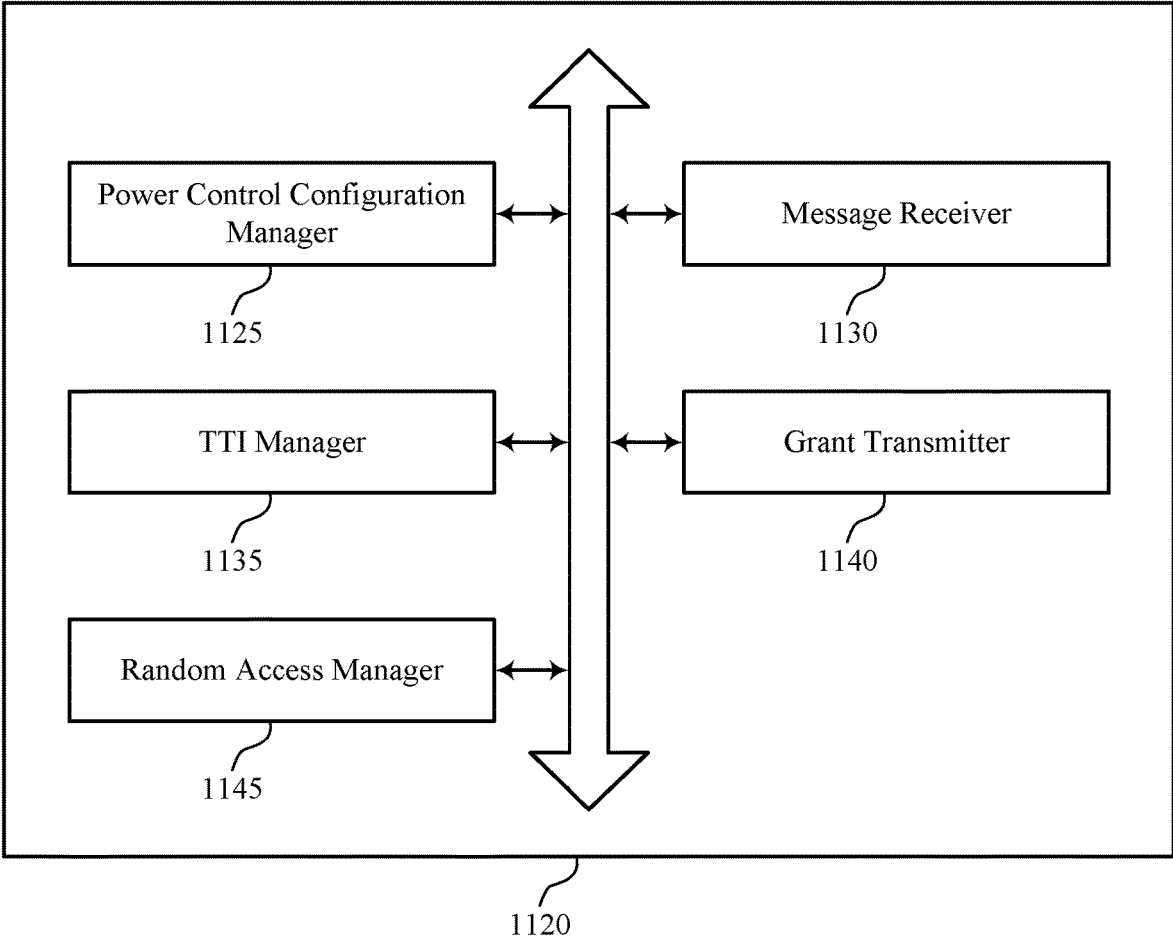 Power Control Configuration
Manager
Message Receiver
1125
1130
TTI Manager
Grant Transmitter
1135
1140
Random Access Manager
1145
1120